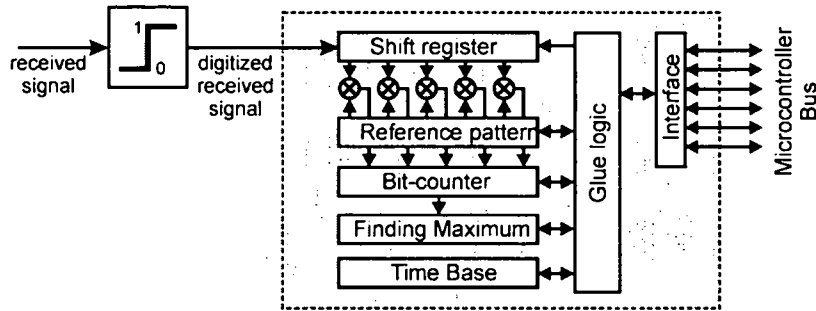 received
signal
1
0
digitized
received
signal
Shift register
Reference pattern
Bit-counter
Finding Maximum
Time Base
Glue logic
Interface
Microcontroller
Bus